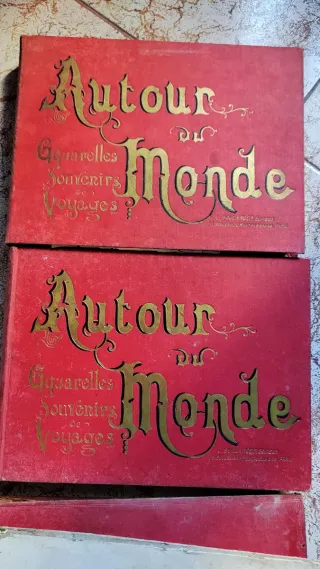 Autour
du
Monde
Aquarelles
Souvenirs
de
Voyages
Autour
du
Monde
Aquarelles
Souvenirs
de
Voyages